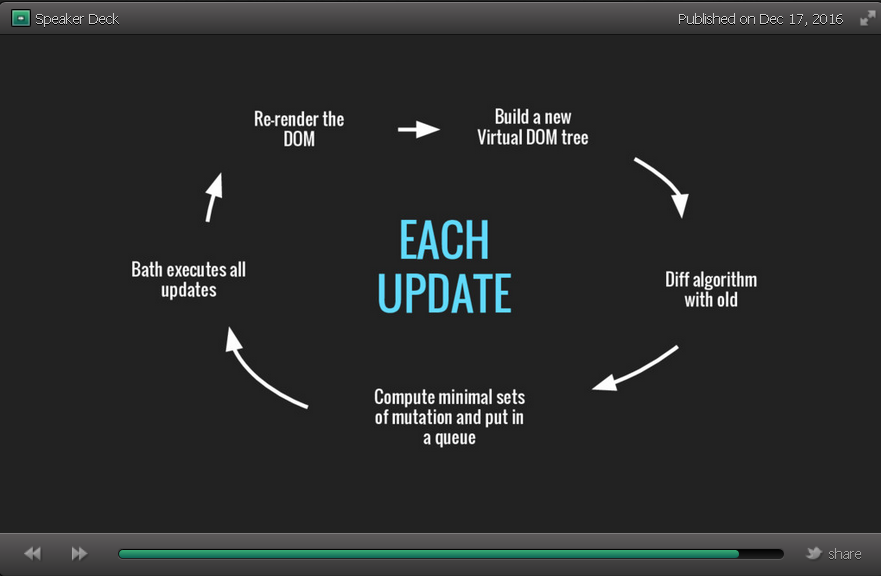 Speaker Deck
Published on Dec 17, 2016
Re-render the
DOM
Build a new
Virtual DOM tree
EACH
UPDATE
Bath executes all
updates
Diff algorithm
with old
Compute minimal sets
of mutation and put in
a queue
share